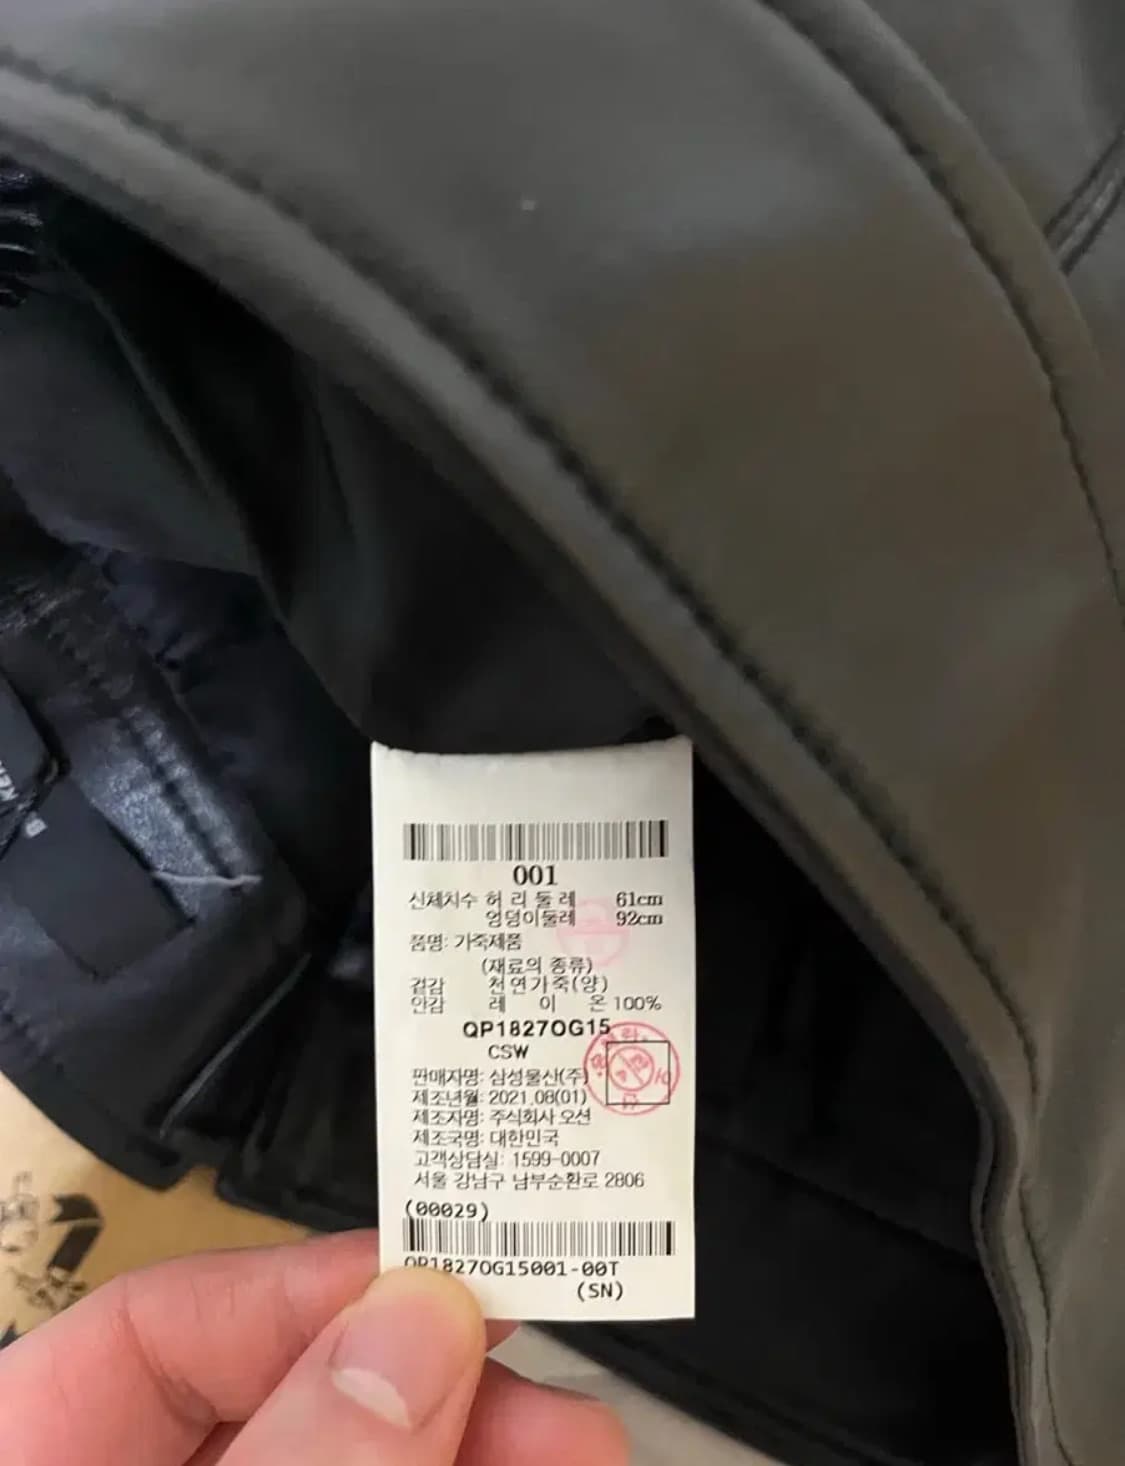 001
신체치수 허 리 둘 레 61cm
엉덩이둘레 92cm
품명: 가죽제품
(재료의 종류)
겉감 천연가죽(양)
안감 레 이 온 100%
QP1827OG15
CSW
판매자명: 삼성물산(주)
제조년월: 2021.08(01)
제조자명: 주식회사 오션
제조국명: 대한민국
고객상담실: 1599-0007
서울 강남구 남부순환로 2806
(00029)
QP1827OG15001-00T
(SN)